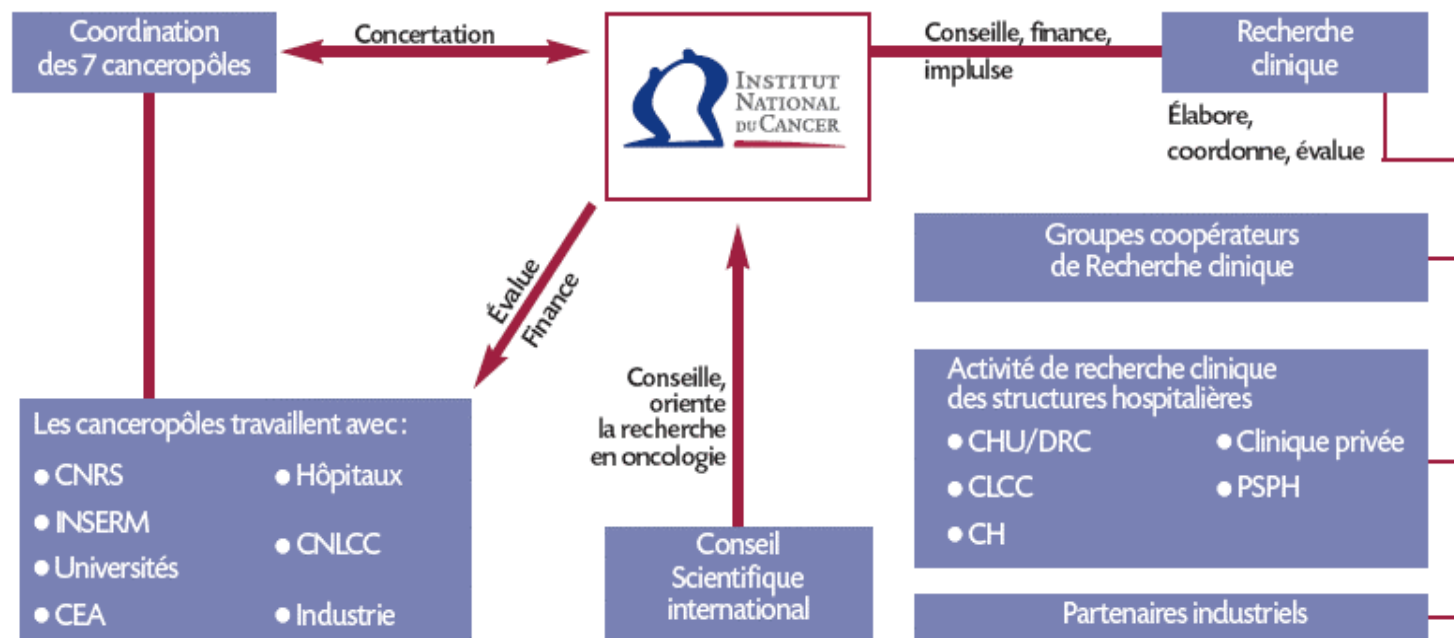 Coordination
des 7 canceropôles
Concertation
INSTITUT
NATIONAL
DU CANCER
Conseille, finance,
implulse
Recherche
clinique
Élabore,
coordonne, évalue
Groupes coopérateurs
de Recherche clinique
Évalue
Finance
Conseille,
oriente
la recherche
en oncologie
Activité de recherche clinique
des structures hospitalières
• CHU/DRC
• Clinique privée
• CLCC
• PSPH
• CH
Les canceropôles travaillent avec :
• CNRS
• Hôpitaux
• INSERM
• CNLCC
• Universités
• CEA
• Industrie
Conseil
Scientifique
international
Partenaires industriels